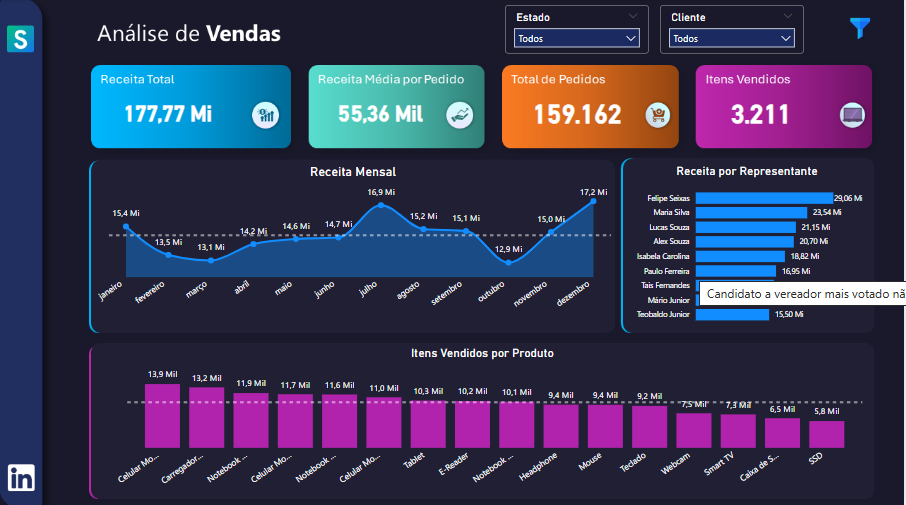 S
Análise de Vendas
Estado
Todos
Cliente
Todos
Receita Total
177,77 Mi
Receita Média por Pedido
55,36 Mil
Total de Pedidos
159.162
Itens Vendidos
3.211
Receita Mensal
15,4 Mi
13,5 Mi
13,1 Mi
14,2 Mi
14,6 Mi
14,7 Mi
16,9 Mi
15,2 Mi
15,1 Mi
12,9 Mi
15,0 Mi
17,2 Mi
janeiro
fevereiro
março
abril
maio
junho
julho
agosto
setembro
outubro
novembro
dezembro
Receita por Representante
Felipe Seixas 29,06 Mi
Maria Silva 23,54 Mi
Lucas Souza 21,15 Mi
Alex Souza 20,70 Mi
Isabela Carolina 18,82 Mi
Paulo Ferreira 16,95 Mi
Tais Fernandes
Mário Junior
Candidato a vereador mais votado nã
Teobaldo Junior 15,50 Mi
Itens Vendidos por Produto
13,9 Mil
13,2 Mil
11,9 Mil
11,7 Mil
11,6 Mil
11,0 Mil
10,3 Mil
10,2 Mil
10,1 Mil
9,4 Mil
9,4 Mil
9,2 Mil
7,5 Mil
7,3 Mil
6,5 Mil
5,8 Mil
Celular Mo...
Carregador...
Notebook ...
Celular Mo...
Notebook ...
Celular Mo...
Tablet
E-Reader
Notebook ...
Headphone
Mouse
Teclado
Webcam
Smart TV
Caixa de S...
SSD
in